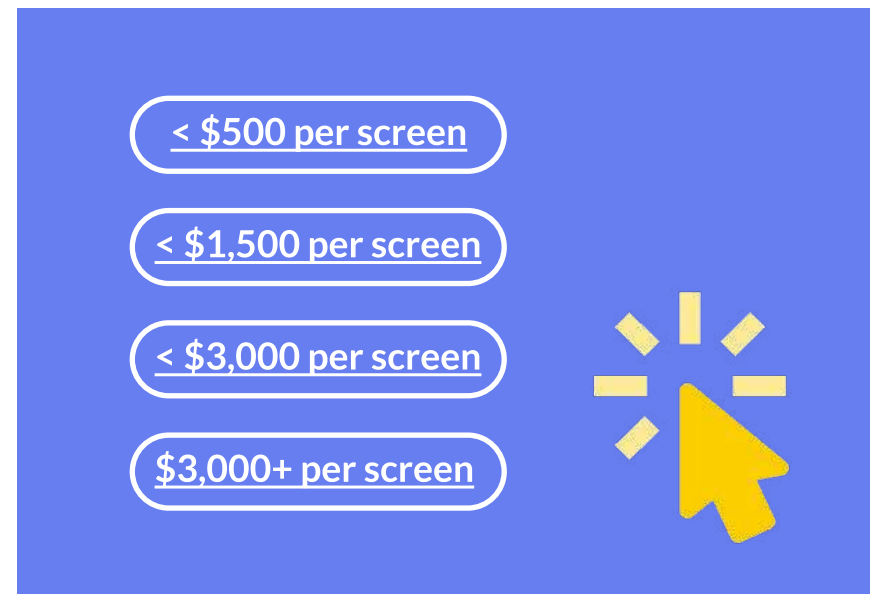 < $500 per screen
< $1,500 per screen
< $3,000 per screen
$3,000+ per screen